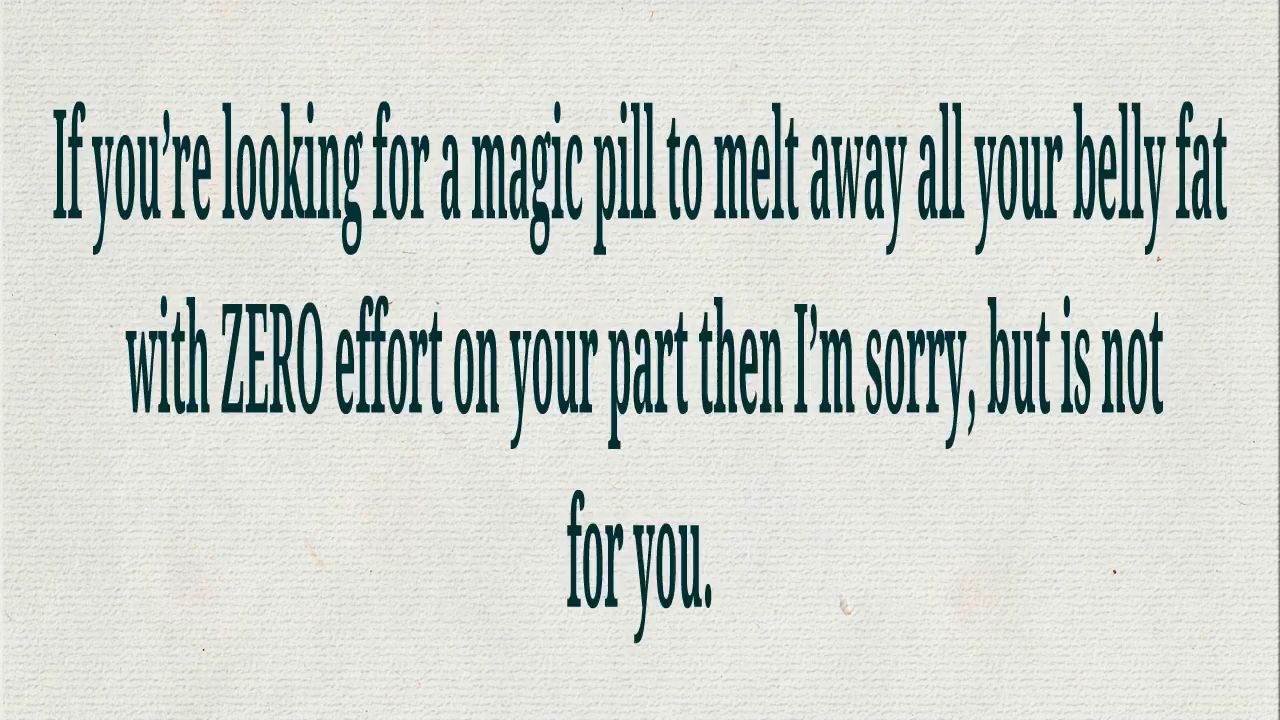 If you’re looking for a magic pill to melt away all your belly fat
with ZERO effort on your part then I’m sorry, but is not
for you.